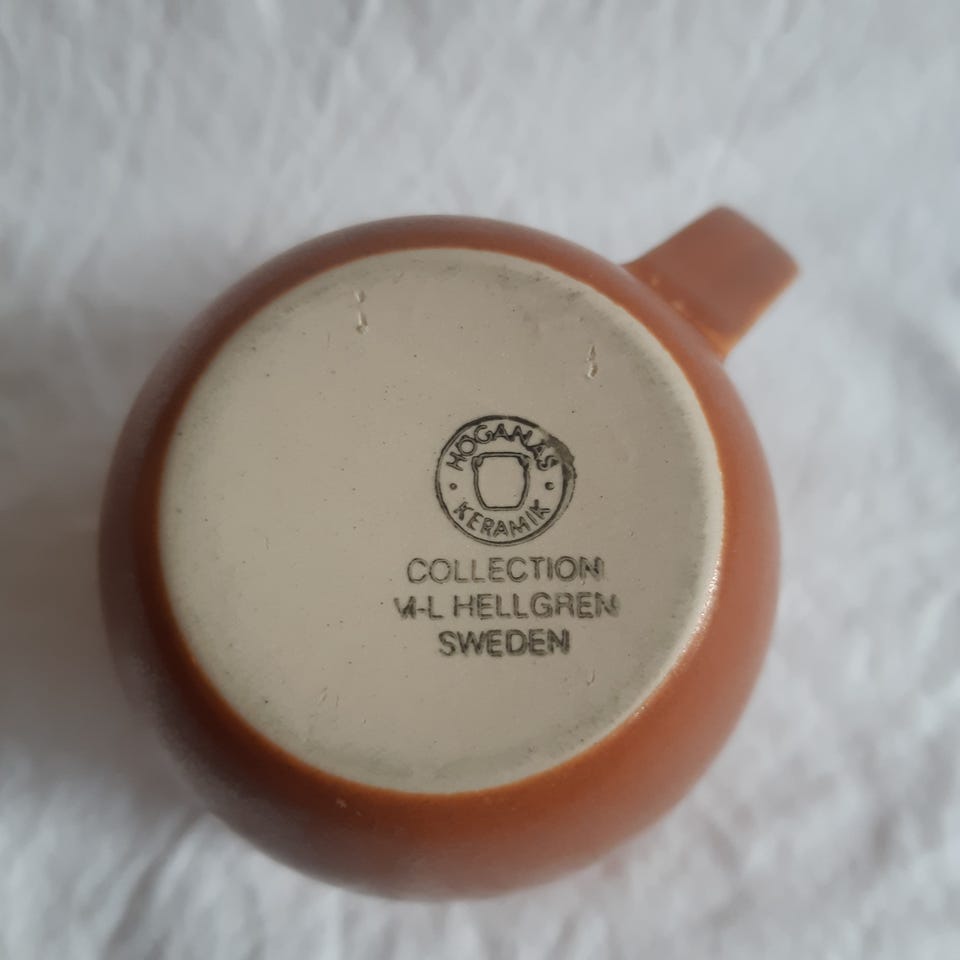 HÖGANÄS
KERAMIK
COLLECTION
M-L HELLGREN
SWEDEN